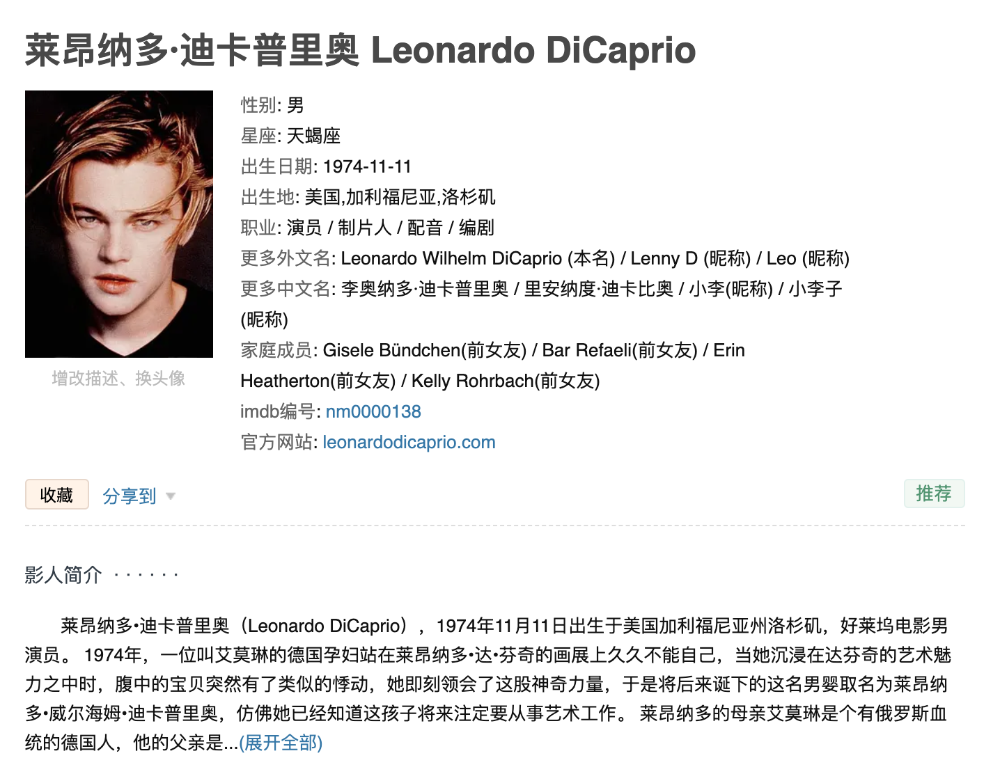 莱昂纳多·迪卡普里奥 Leonardo DiCaprio
性别: 男
星座: 天蝎座
出生日期: 1974-11-11
出生地: 美国,加利福尼亚,洛杉矶
职业: 演员 / 制片人 / 配音 / 编剧
更多外文名: Leonardo Wilhelm DiCaprio (本名) / Lenny D (昵称) / Leo (昵称)
更多中文名: 李奥纳多·迪卡普里奥 / 里安纳度·迪卡比奥 / 小李(昵称) / 小李子
(昵称)
家庭成员: Gisele Bündchen(前女友) / Bar Refaeli(前女友) / Erin
Heatherton(前女友) / Kelly Rohrbach(前女友)
imdb编号: nm0000138
官方网站: leonardodicaprio.com
增改描述、换头像
收藏 分享到 推荐
影人简介 · · · · · ·
莱昂纳多•迪卡普里奥（Leonardo DiCaprio），1974年11月11日出生于美国加利福尼亚州洛杉矶，好莱坞电影男
演员。 1974年，一位叫艾莫琳的德国孕妇站在莱昂纳多•达•芬奇的画展上久久不能自己，当她沉浸在达芬奇的艺术魅
力之中时，腹中的宝贝突然有了类似的悸动，她即刻领会了这股神奇力量，于是将后来诞下的这名男婴取名为莱昂纳
多•威尔海姆•迪卡普里奥，仿佛她已经知道这孩子将来注定要从事艺术工作。 莱昂纳多的母亲艾莫琳是个有俄罗斯血
统的德国人，他的父亲是...(展开全部)